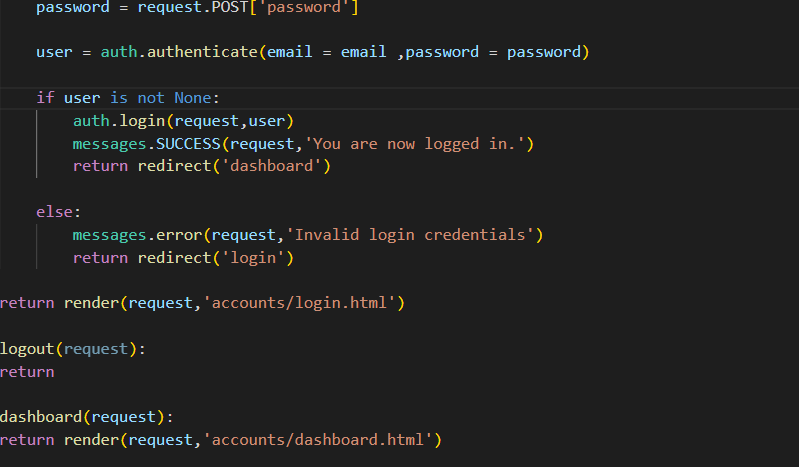 password = request.POST['password']
user = auth.authenticate(email = email ,password = password)
if user is not None:
auth.login(request,user)
messages.SUCCESS(request,'You are now logged in.')
return redirect('dashboard')
else:
messages.error(request,'Invalid login credentials')
return redirect('login')
return render(request,'accounts/login.html')
logout(request):
return
dashboard(request):
return render(request,'accounts/dashboard.html')